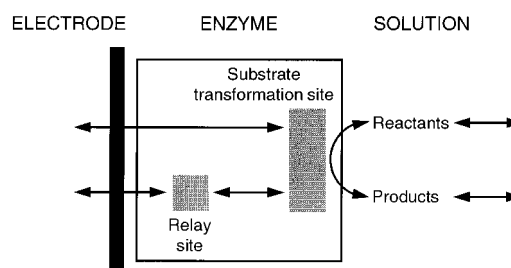 ELECTRODE ENZYME SOLUTION
Substrate
transformation site
Reactants
Products
Relay
site